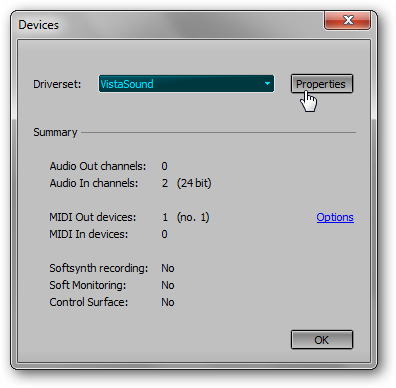 Devices
Driverset: VistaSound Properties
Summary
Audio Out channels: 0
Audio In channels: 2 (24 bit)
MIDI Out devices: 1 (no. 1) Options
MIDI In devices: 0
Softsynth recording: No
Soft Monitoring: No
Control Surface: No
OK